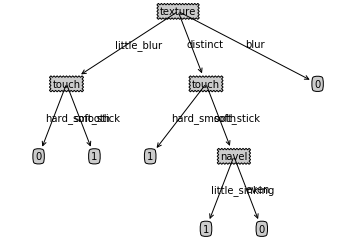 texture
little_blur
distinct
blur
touch
touch
0
hard_smooth
soft_stick
hard_smooth
soft_stick
0
1
1
navel
little_sinking
even
1
0